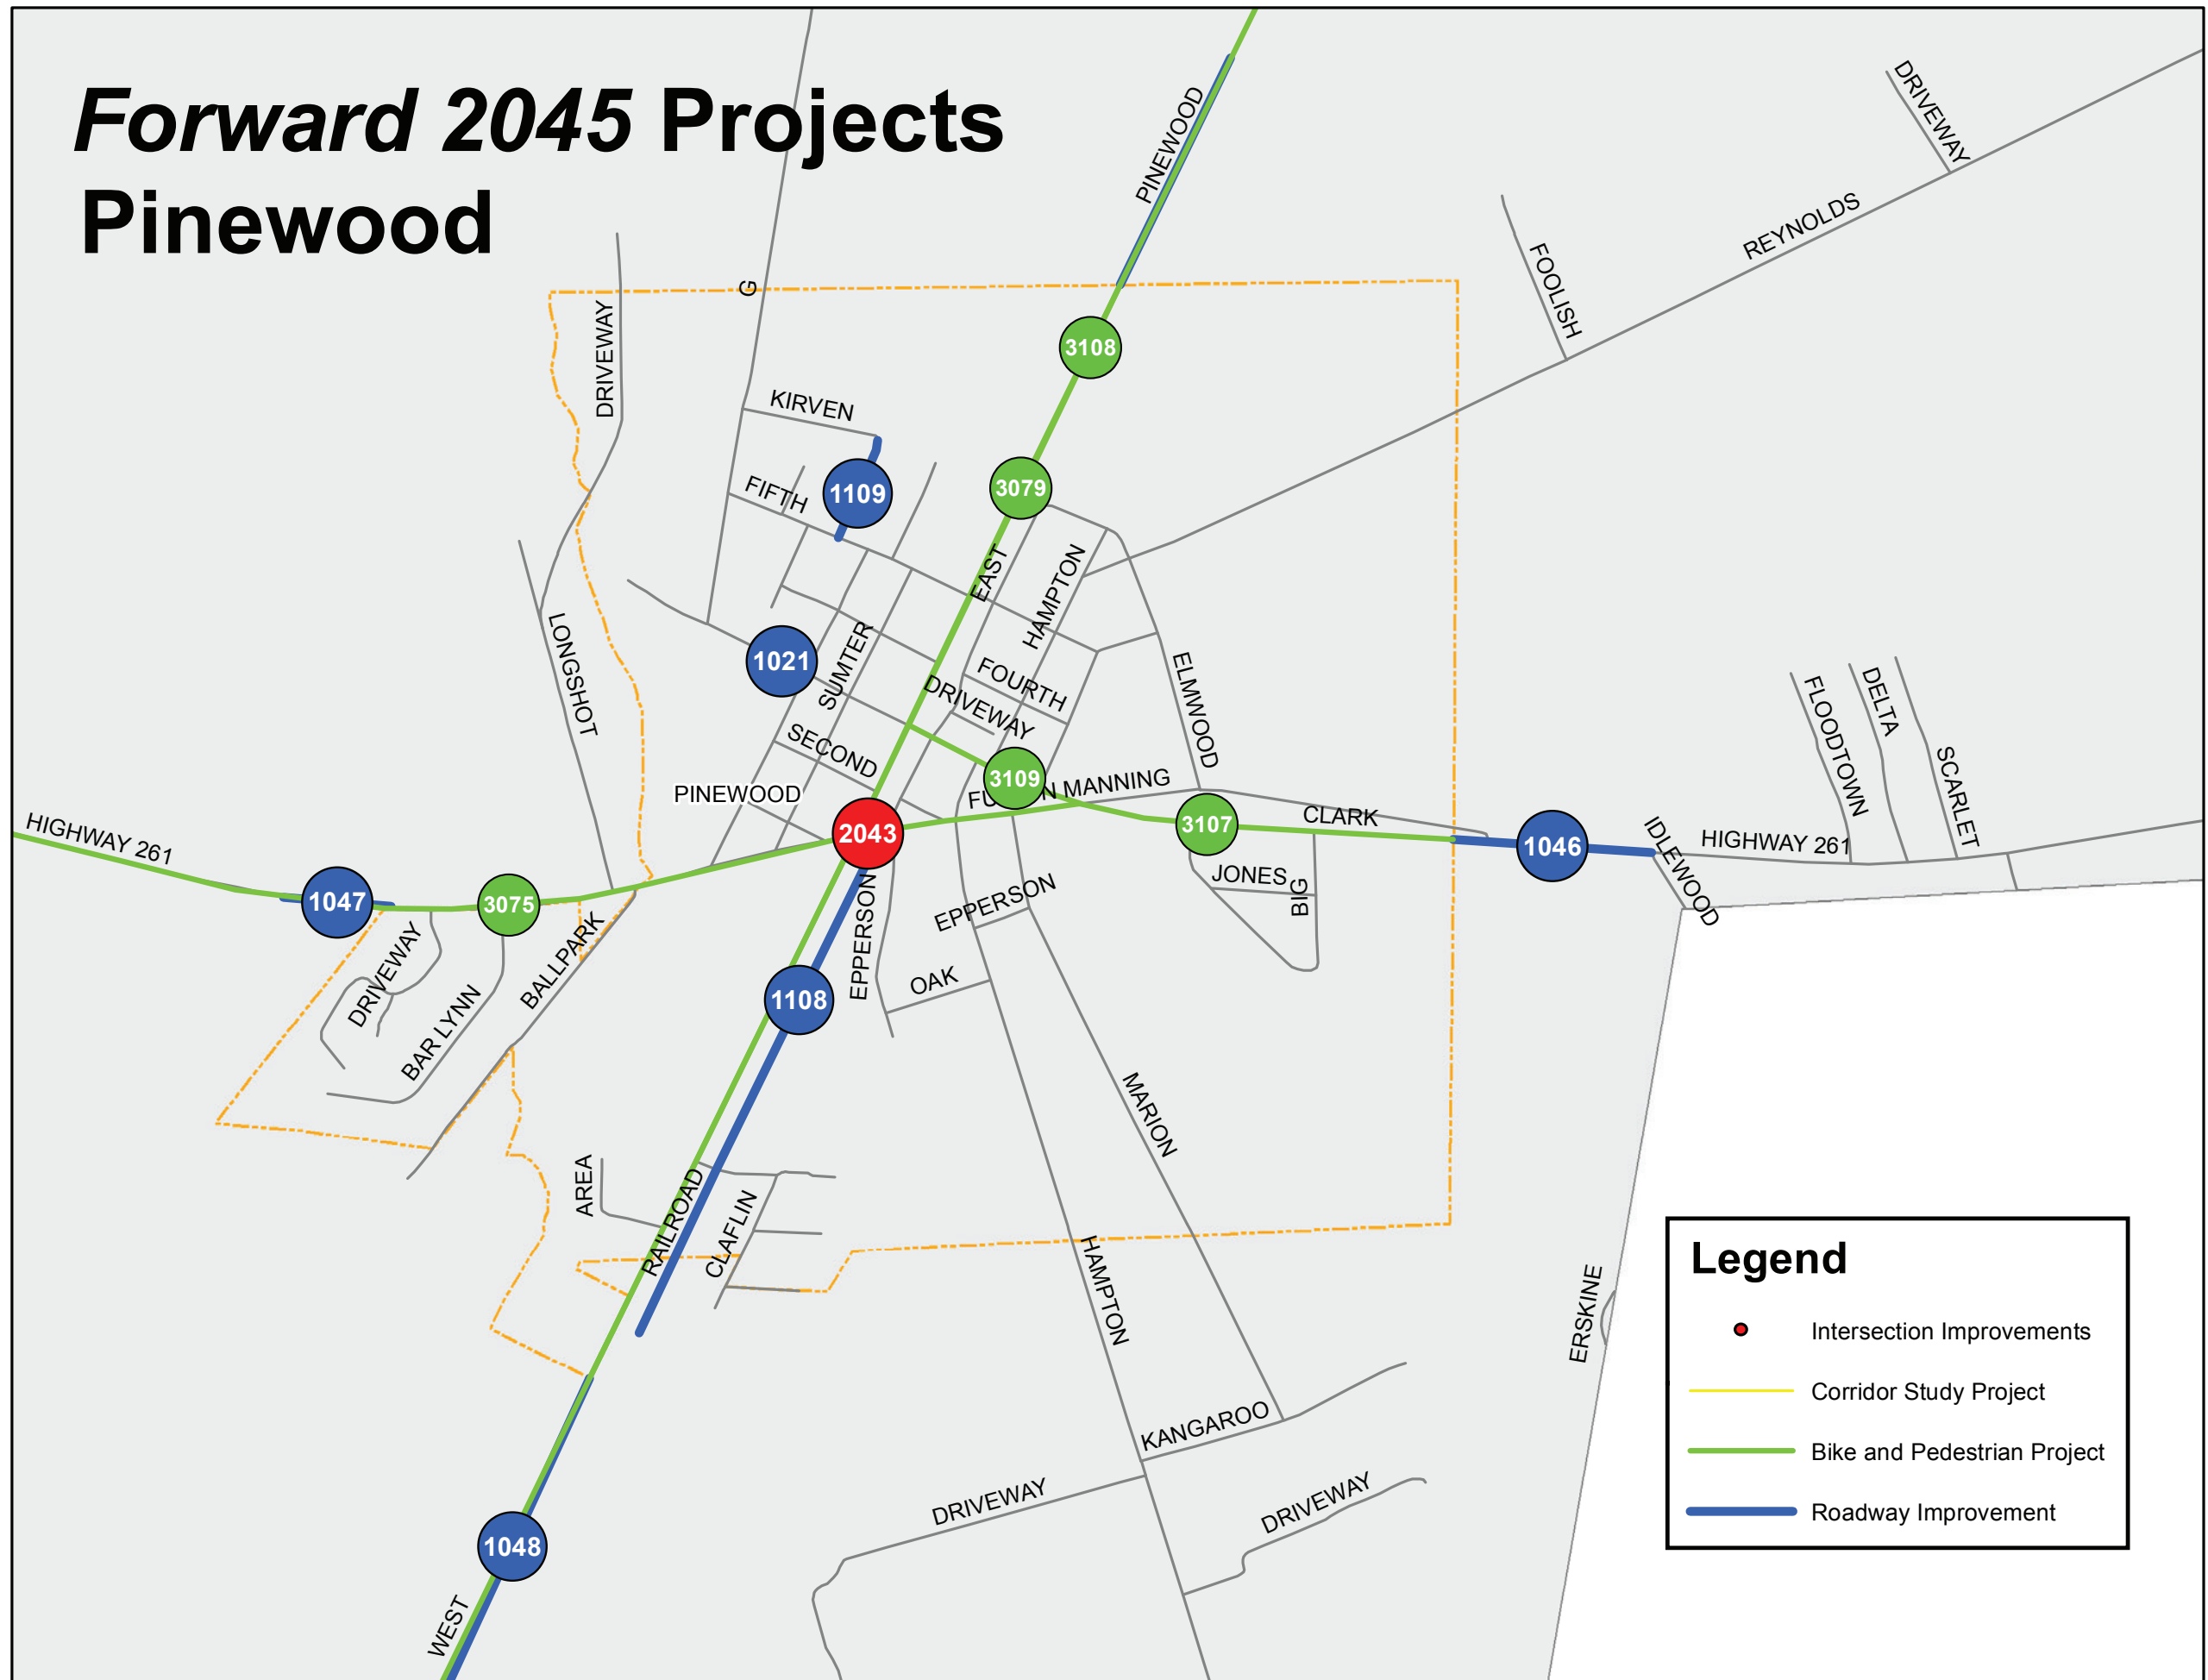 Forward 2045 Projects
Pinewood
PINEWOOD
DRIVEWAY
REYNOLDS
FOOLISH
G
DRIVEWAY
3108
KIRVEN
FIFTH
1109
3079
EAST
HAMPTON
LONGSHOT
1021
SUMTER
FOURTH
DRIVEWAY
ELMWOOD
SECOND
PINEWOOD
3109
MANNING
2043
3107
CLARK
1046
IDLEWOOD
HIGHWAY 261
FLOODTOWN
DELTA
SCARLET
HIGHWAY 261
1047
3075
JONES
BIG
EPPERSON
EPPERSON
OAK
1108
DRIVEWAY
BAR LYNN
BALLPARK
MARION
AREA
RAILROAD
CLAFLIN
HAMPTON
ERSKINE
KANGAROO
DRIVEWAY
DRIVEWAY
1048
WEST
Legend
Intersection Improvements
Corridor Study Project
Bike and Pedestrian Project
Roadway Improvement